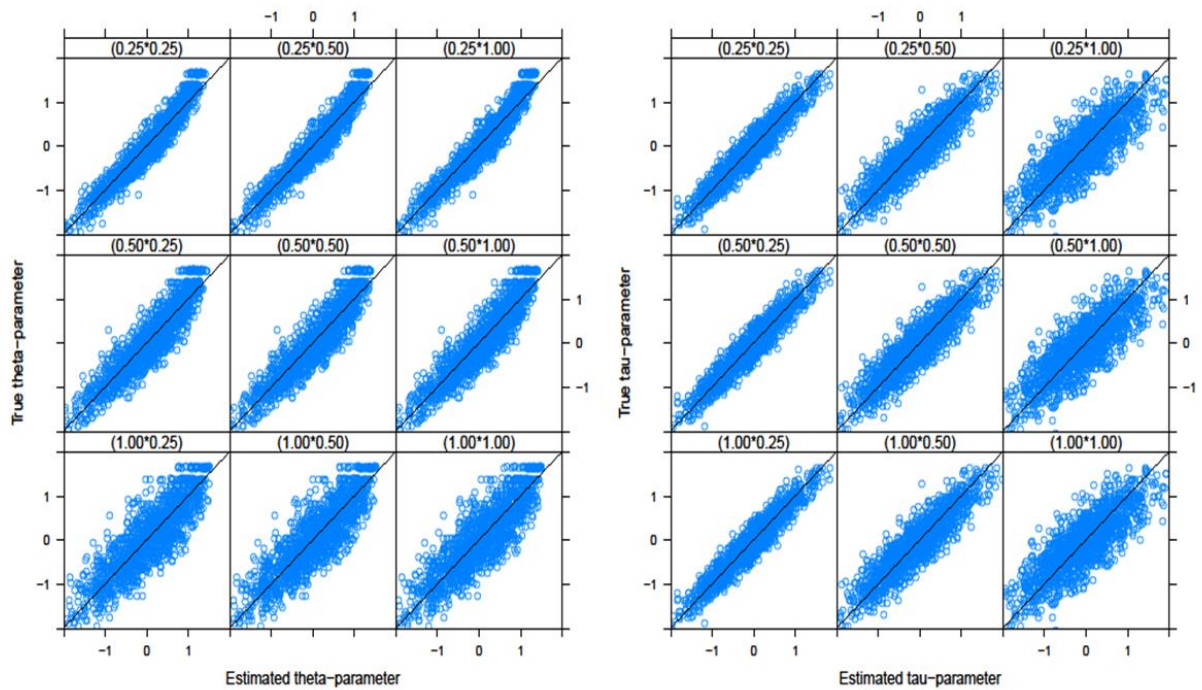 −1 0 1
(0.25*0.25) (0.25*0.50) (0.25*1.00)
1
0
−1
(0.50*0.25) (0.50*0.50) (0.50*1.00)
1
0
−1
(1.00*0.25) (1.00*0.50) (1.00*1.00)
1
0
−1
−1 0 1 −1 0 1
True theta−parameter
Estimated theta−parameter
−1 0 1
(0.25*0.25) (0.25*0.50) (0.25*1.00)
1
0
−1
(0.50*0.25) (0.50*0.50) (0.50*1.00)
1
0
−1
(1.00*0.25) (1.00*0.50) (1.00*1.00)
1
0
−1
−1 0 1 −1 0 1
True tau−parameter
Estimated tau−parameter